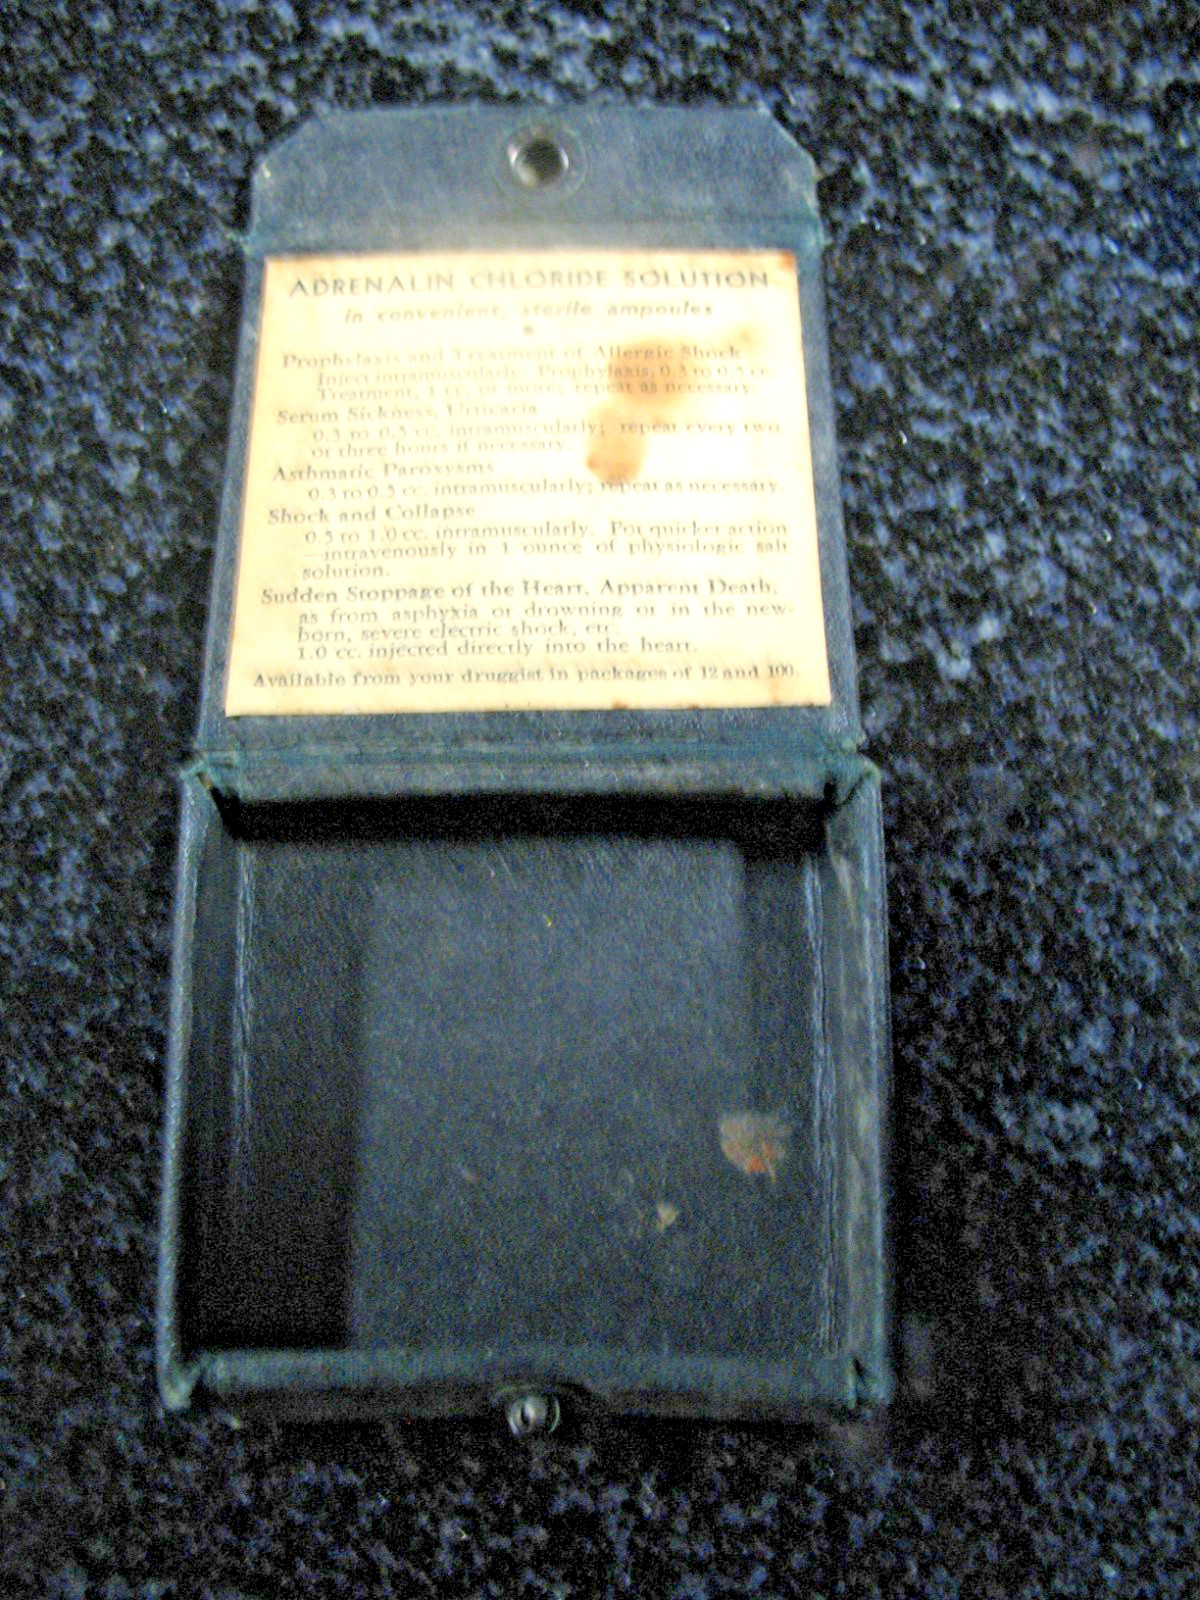 ADRENALIN CHLORIDE SOLUTION
in convenient, sterile ampoules
Prophylaxis and Treatment of Allergic Shock
Inject intramuscularly. Prophylaxis, 0.3 to 0.5 cc.
Treatment, 1 cc. or more; repeat as necessary.
Serum Sickness, Urticaria
0.3 to 0.5 cc. intramuscularly; repeat every two
or three hours if necessary.
Asthmatic Paroxysms
0.3 to 0.5 cc. intramuscularly; repeat as necessary.
Shock and Collapse
0.5 to 1.0 cc. intramuscularly. For quicker action
—intravenously in 1 ounce of physiologic salt
solution.
Sudden Stoppage of the Heart, Apparent Death,
as from asphyxia or drowning or in the new-
born, severe electric shock, etc.
1.0 cc. injected directly into the heart.
Available from your druggist in packages of 12 and 100.